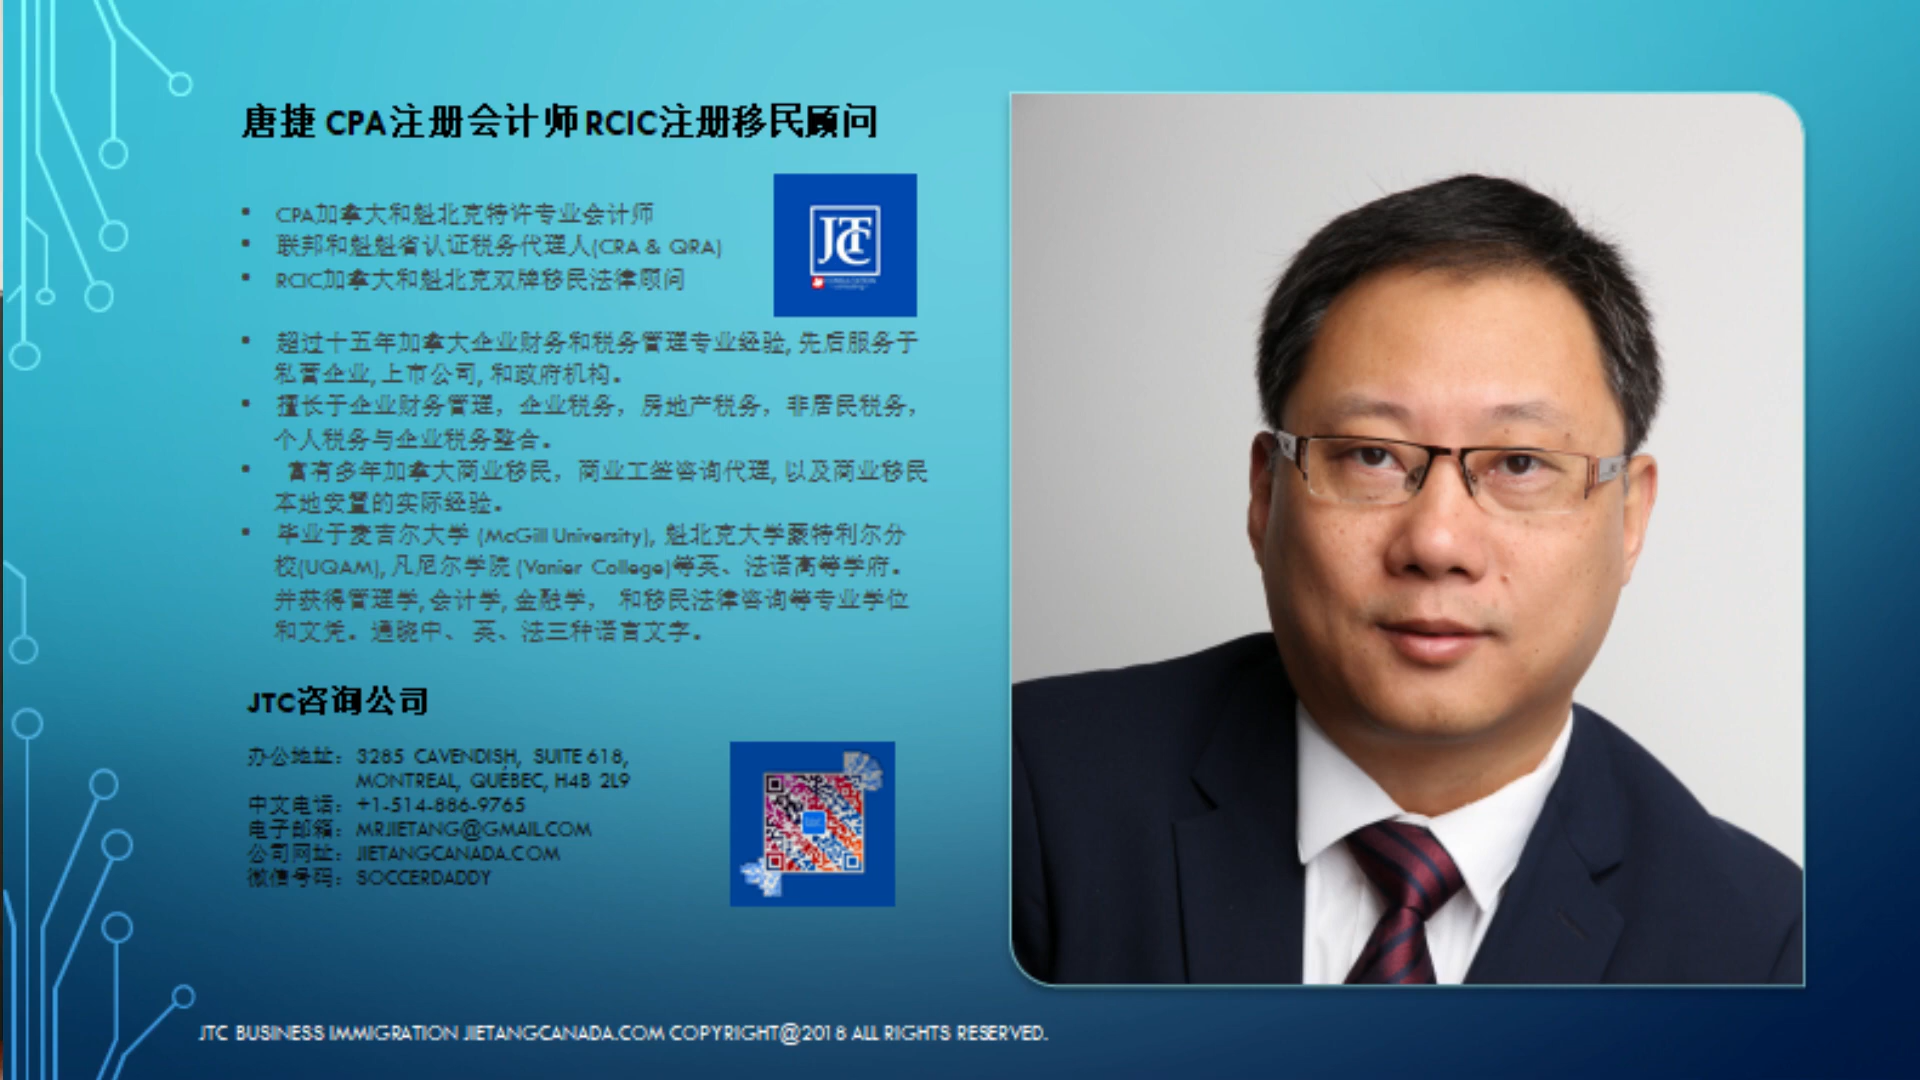 唐捷 CPA注册会计师 RCIC注册移民顾问
• CPA加拿大和魁北克特许专业会计师
• 联邦和魁魁省认证税务代理人(CRA & QRA)
• RCIC加拿大和魁北克双牌移民法律顾问
JTC
• 超过十五年加拿大企业财务和税务管理专业经验, 先后服务于
私营企业, 上市公司, 和政府机构。
• 擅长于企业财务管理，企业税务，房地产税务，非居民税务，
个人税务与企业税务整合。
• 富有多年加拿大商业移民，商业工签咨询代理, 以及商业移民
本地安置的实际经验。
• 毕业于麦吉尔大学 (McGill University), 魁北克大学蒙特利尔分
校(UQAM), 凡尼尔学院 (Vanier College)等英、法语高等学府。
并获得管理学, 会计学, 金融学， 和移民法律咨询等专业学位
和文凭。通晓中、英、法三种语言文字。
JTC咨询公司
办公地址：3285 CAVENDISH, SUITE 618,
MONTREAL, QUÉBEC, H4B 2L9
中文电话：+1-514-886-9765
电子邮箱：MRJIETANG@GMAIL.COM
公司网址：JIETANGCANADA.COM
微信号码：SOCCERDADDY
JTC BUSINESS IMMIGRATION JIETANGCANADA.COM COPYRIGHT@2018 ALL RIGHTS RESERVED.